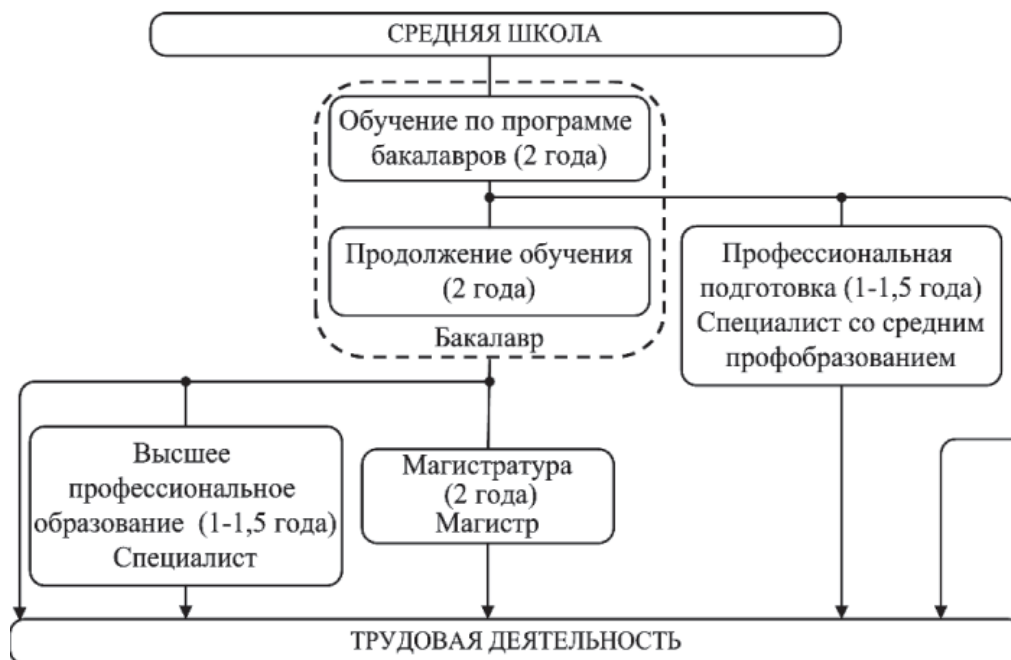 СРЕДНЯЯ ШКОЛА
Обучение по программе
бакалавров (2 года)
Продолжение обучения
(2 года)
Бакалавр
Профессиональная
подготовка (1-1,5 года)
Специалист со средним
профобразованием
Высшее
профессиональное
образование (1-1,5 года)
Специалист
Магистратура
(2 года)
Магистр
ТРУДОВАЯ ДЕЯТЕЛЬНОСТЬ